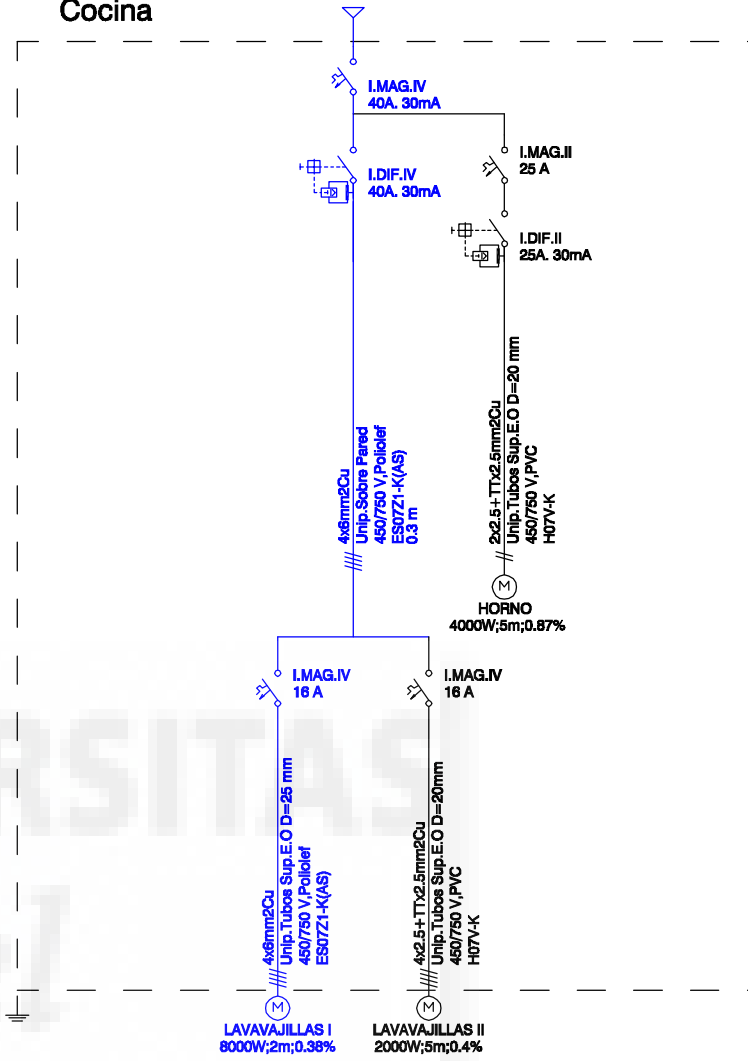 Cocina
I.MAG.IV
40A. 30mA
I.DIF.IV
40A. 30mA
I.MAG.II
25 A
I.DIF.II
25A. 30mA
4x6mm2Cu
Unip.Sobre Pared
450/750 V,Poliolef
ES07Z1-K(AS)
0.3 m
2x2.5+TTx2.5mm2Cu
Unip.Tubos Sup.E.O D=20 mm
450/750 V,PVC
H07V-K
M
HORNO
4000W;5m;0.87%
I.MAG.IV
16 A
I.MAG.IV
16 A
4x6mm2Cu
Unip.Tubos Sup.E.O D=25 mm
450/750 V,Poliolef
ES07Z1-K(AS)
4x2.5+TTx2.5mm2Cu
Unip.Tubos Sup.E.O D=20mm
450/750 V,PVC
H07V-K
M
LAVAVAJILLAS I
8000W;2m;0.38%
M
LAVAVAJILLAS II
2000W;5m;0.4%
RSITAS